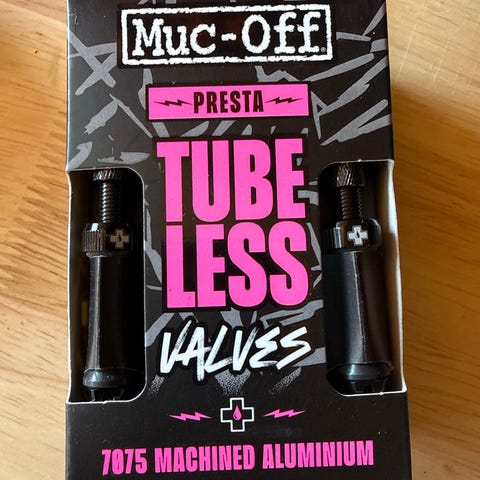 Muc-Off
PRESTA
TUBE
LESS
VALVES
7075 MACHINED ALUMINIUM